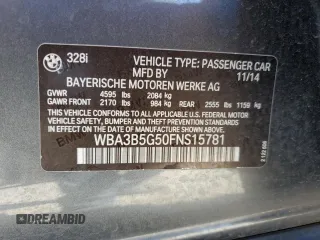 328i
VEHICLE TYPE: PASSENGER CAR
MFD BY 11/14
BAYERISCHE MOTOREN WERKE AG
GVWR 4595 lbs 2084 kg
GAWR FRONT 2170 lbs 984 kg REAR 2555 lbs 1159 kg
THIS VEHICLE CONFORMS TO ALL APPLICABLE U.S. FEDERAL MOTOR
VEHICLE SAFETY, BUMPER, AND THEFT PREVENTION STANDARDS IN
EFFECT ON THE DATE OF MANUFACTURE SHOWN ABOVE.
WBA3B5G50FNS15781
BMW
DREAMBID